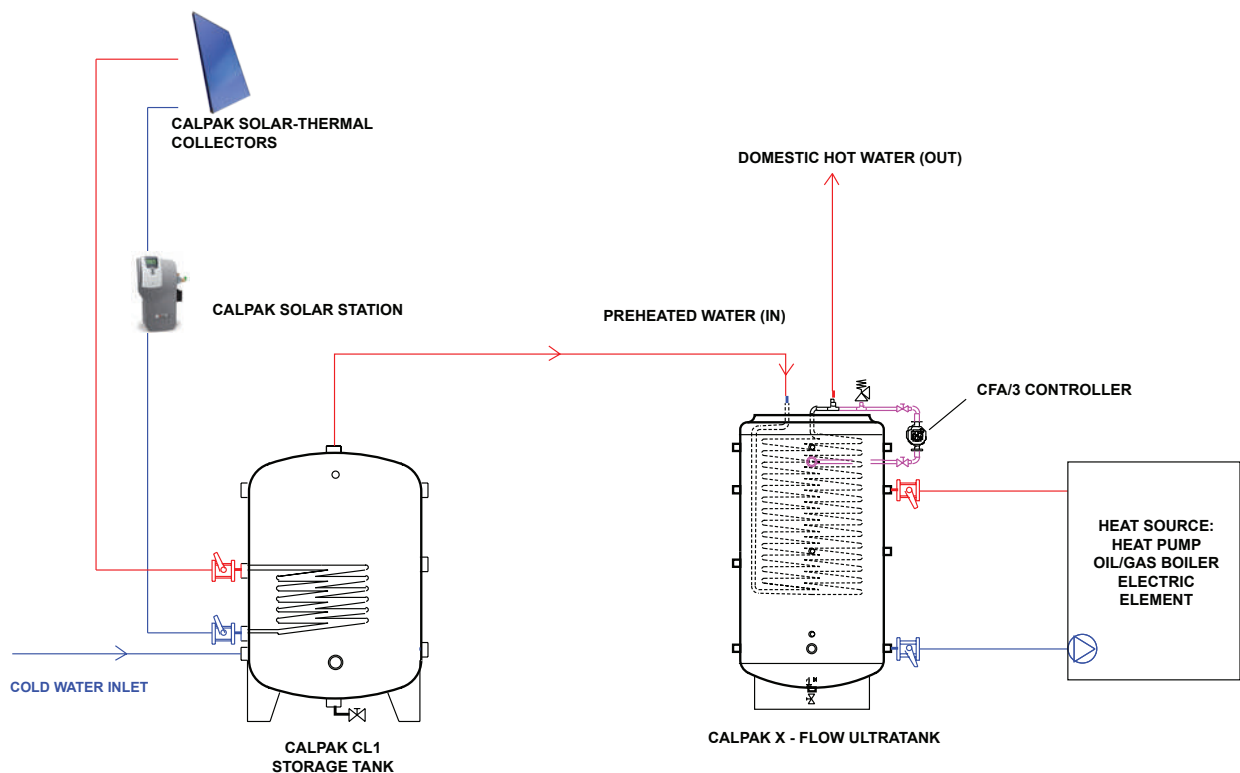 CALPAK SOLAR-THERMAL
COLLECTORS
DOMESTIC HOT WATER (OUT)
CALPAK SOLAR STATION
PREHEATED WATER (IN)
CFA/3 CONTROLLER
HEAT SOURCE:
HEAT PUMP
OIL/GAS BOILER
ELECTRIC
ELEMENT
COLD WATER INLET
CALPAK CL1
STORAGE TANK
CALPAK X - FLOW ULTRATANK